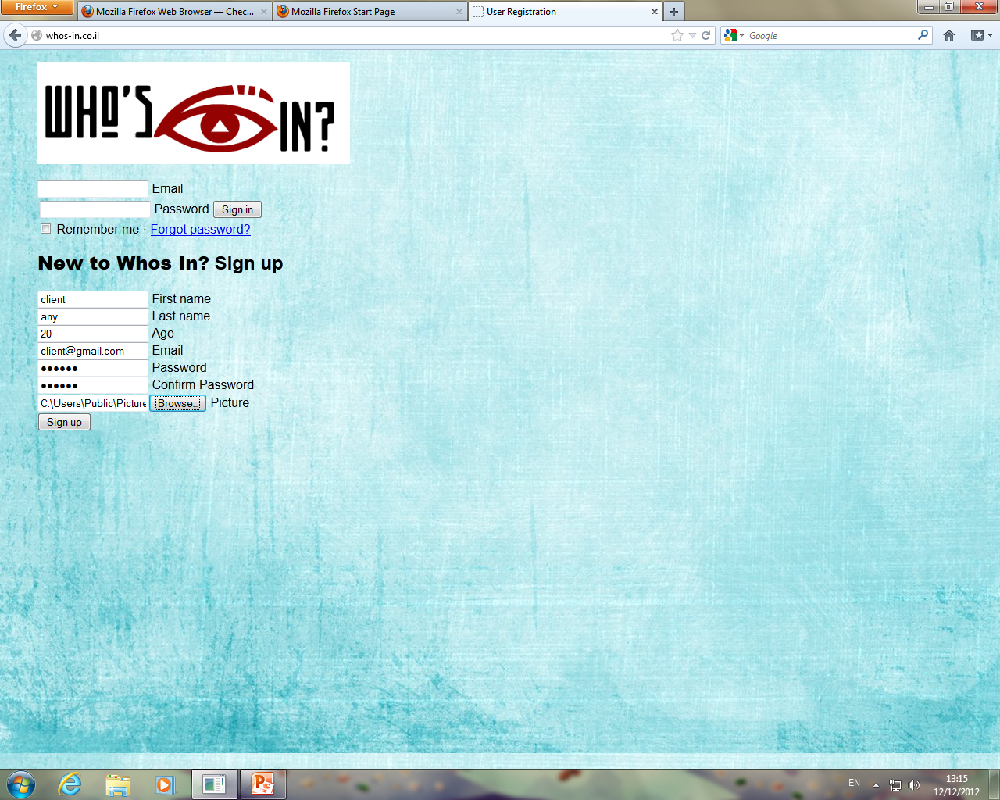 Firefox
Mozilla Firefox Web Browser — Chec...
Mozilla Firefox Start Page
User Registration
whos-in.co.il
Google
WHO'S IN?
Email
Password Sign in
Remember me · Forgot password?
New to Whos In? Sign up
client First name
any Last name
20 Age
client@gmail.com Email
•••••• Password
•••••• Confirm Password
C:\Users\Public\Picture Browse... Picture
Sign up
EN
13:15
12/12/2012